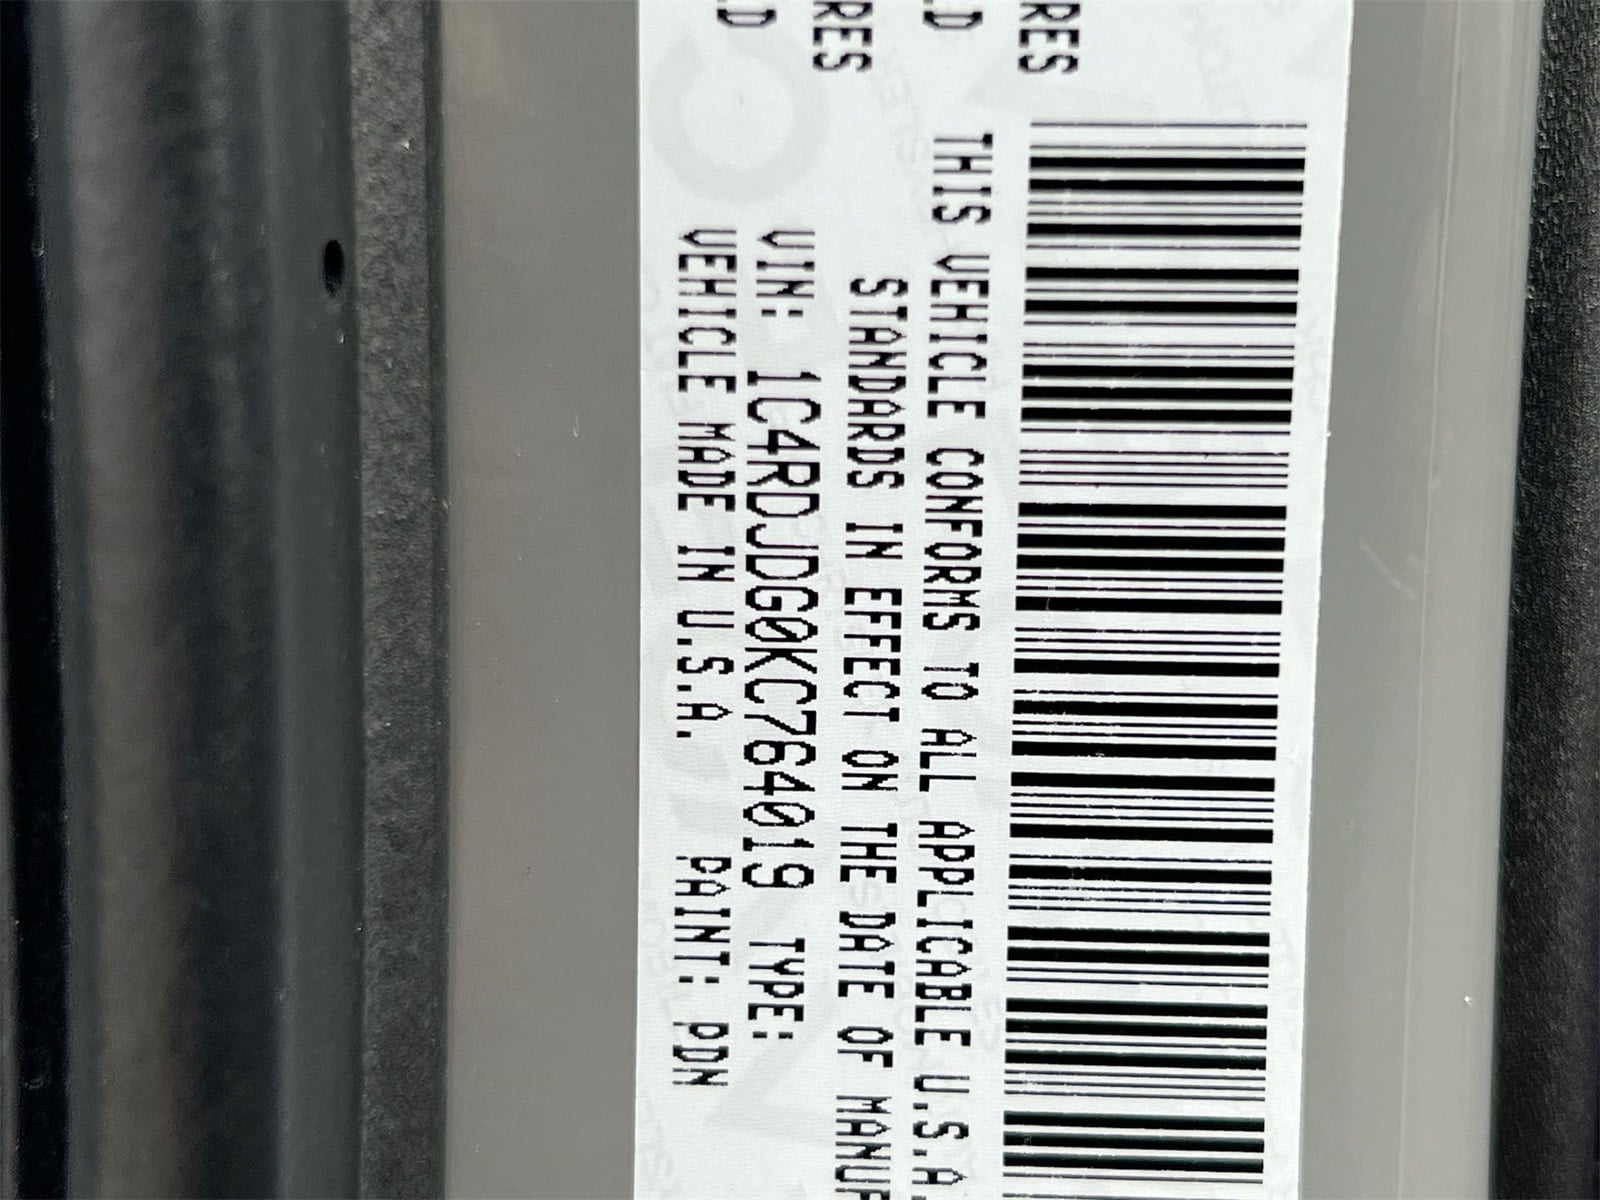 RES
.D
RES
.D
THIS VEHICLE CONFORMS TO ALL APPLICABLE U.S.A.
STANDARDS IN EFFECT ON THE DATE OF MANUF
VIN: 1C4RDJDG0KC764019 TYPE:
VEHICLE MADE IN U.S.A. PAINT: PDN